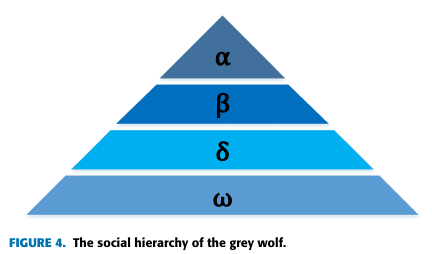 α
β
δ
ω
FIGURE 4. The social hierarchy of the grey wolf.